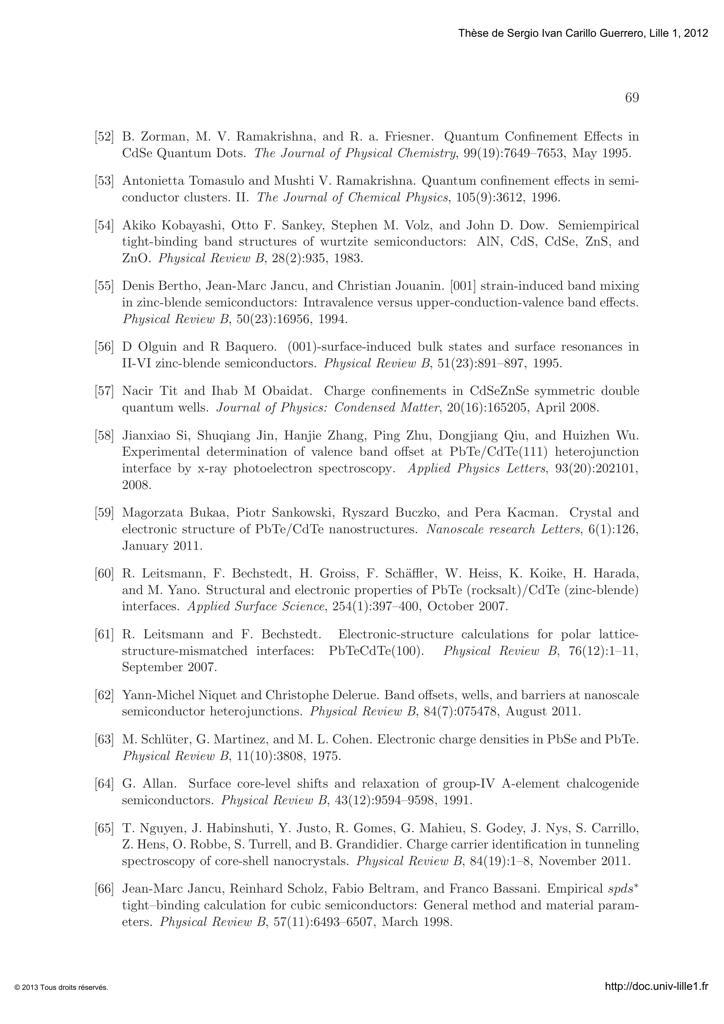 Thèse de Sergio Ivan Carillo Guerrero, Lille 1, 2012
69
[52] B. Zorman, M. V. Ramakrishna, and R. a. Friesner. Quantum Confinement Effects in
CdSe Quantum Dots. The Journal of Physical Chemistry, 99(19):7649–7653, May 1995.
[53] Antonietta Tomasulo and Mushti V. Ramakrishna. Quantum confinement effects in semi-
conductor clusters. II. The Journal of Chemical Physics, 105(9):3612, 1996.
[54] Akiko Kobayashi, Otto F. Sankey, Stephen M. Volz, and John D. Dow. Semiempirical
tight-binding band structures of wurtzite semiconductors: AlN, CdS, CdSe, ZnS, and
ZnO. Physical Review B, 28(2):935, 1983.
[55] Denis Bertho, Jean-Marc Jancu, and Christian Jouanin. [001] strain-induced band mixing
in zinc-blende semiconductors: Intravalence versus upper-conduction-valence band effects.
Physical Review B, 50(23):16956, 1994.
[56] D Olguin and R Baquero. (001)-surface-induced bulk states and surface resonances in
II-VI zinc-blende semiconductors. Physical Review B, 51(23):891–897, 1995.
[57] Nacir Tit and Ihab M Obaidat. Charge confinements in CdSeZnSe symmetric double
quantum wells. Journal of Physics: Condensed Matter, 20(16):165205, April 2008.
[58] Jianxiao Si, Shuqiang Jin, Hanjie Zhang, Ping Zhu, Dongjiang Qiu, and Huizhen Wu.
Experimental determination of valence band offset at PbTe/CdTe(111) heterojunction
interface by x-ray photoelectron spectroscopy. Applied Physics Letters, 93(20):202101,
2008.
[59] Magorzata Bukaa, Piotr Sankowski, Ryszard Buczko, and Pera Kacman. Crystal and
electronic structure of PbTe/CdTe nanostructures. Nanoscale research Letters, 6(1):126,
January 2011.
[60] R. Leitsmann, F. Bechstedt, H. Groiss, F. Schäffler, W. Heiss, K. Koike, H. Harada,
and M. Yano. Structural and electronic properties of PbTe (rocksalt)/CdTe (zinc-blende)
interfaces. Applied Surface Science, 254(1):397–400, October 2007.
[61] R. Leitsmann and F. Bechstedt. Electronic-structure calculations for polar lattice-
structure-mismatched interfaces: PbTeCdTe(100). Physical Review B, 76(12):1–11,
September 2007.
[62] Yann-Michel Niquet and Christophe Delerue. Band offsets, wells, and barriers at nanoscale
semiconductor heterojunctions. Physical Review B, 84(7):075478, August 2011.
[63] M. Schlüter, G. Martinez, and M. L. Cohen. Electronic charge densities in PbSe and PbTe.
Physical Review B, 11(10):3808, 1975.
[64] G. Allan. Surface core-level shifts and relaxation of group-IV A-element chalcogenide
semiconductors. Physical Review B, 43(12):9594–9598, 1991.
[65] T. Nguyen, J. Habinshuti, Y. Justo, R. Gomes, G. Mahieu, S. Godey, J. Nys, S. Carrillo,
Z. Hens, O. Robbe, S. Turrell, and B. Grandidier. Charge carrier identification in tunneling
spectroscopy of core-shell nanocrystals. Physical Review B, 84(19):1–8, November 2011.
[66] Jean-Marc Jancu, Reinhard Scholz, Fabio Beltram, and Franco Bassani. Empirical spds*
tight–binding calculation for cubic semiconductors: General method and material param-
eters. Physical Review B, 57(11):6493–6507, March 1998.
© 2013 Tous droits réservés.
http://doc.univ-lille1.fr